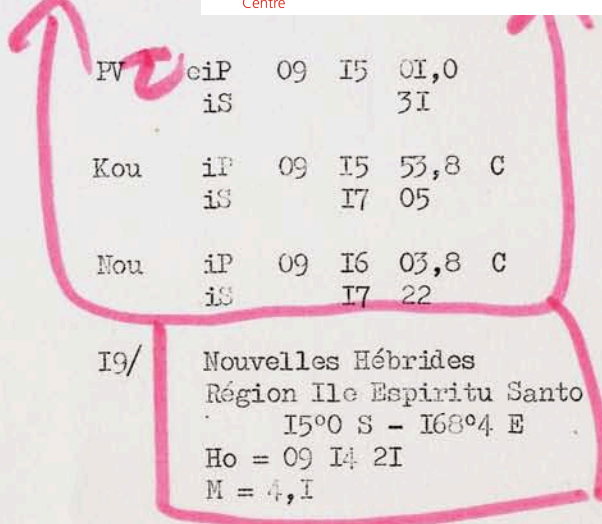 Centre
PV eiP 09 I5 OI,0
iS 3I
Kou iP 09 I5 53,8 C
iS I7 05
Nou iP 09 I6 03,8 C
iS I7 22
I9/ Nouvelles Hébrides
Région Ile Espiritu Santo
I5°0 S - I68°4 E
Ho = 09 I4 2I
M = 4,I